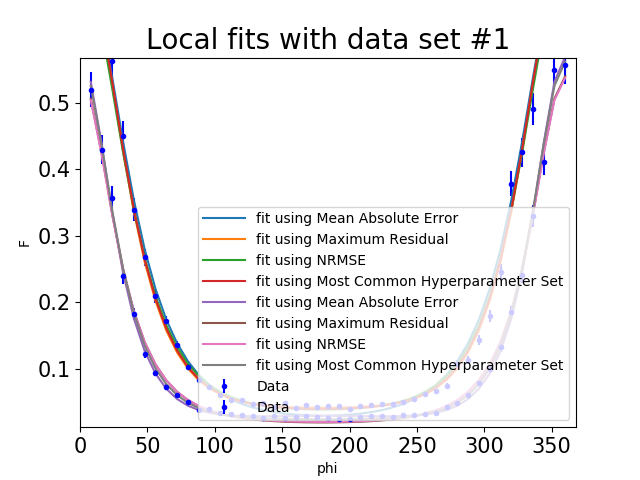 Local fits with data set #1
F
0.5
0.4
0.3
0.2
0.1
fit using Mean Absolute Error
fit using Maximum Residual
fit using NRMSE
fit using Most Common Hyperparameter Set
fit using Mean Absolute Error
fit using Maximum Residual
fit using NRMSE
fit using Most Common Hyperparameter Set
Data
Data
0 50 100 150 200 250 300 350
phi